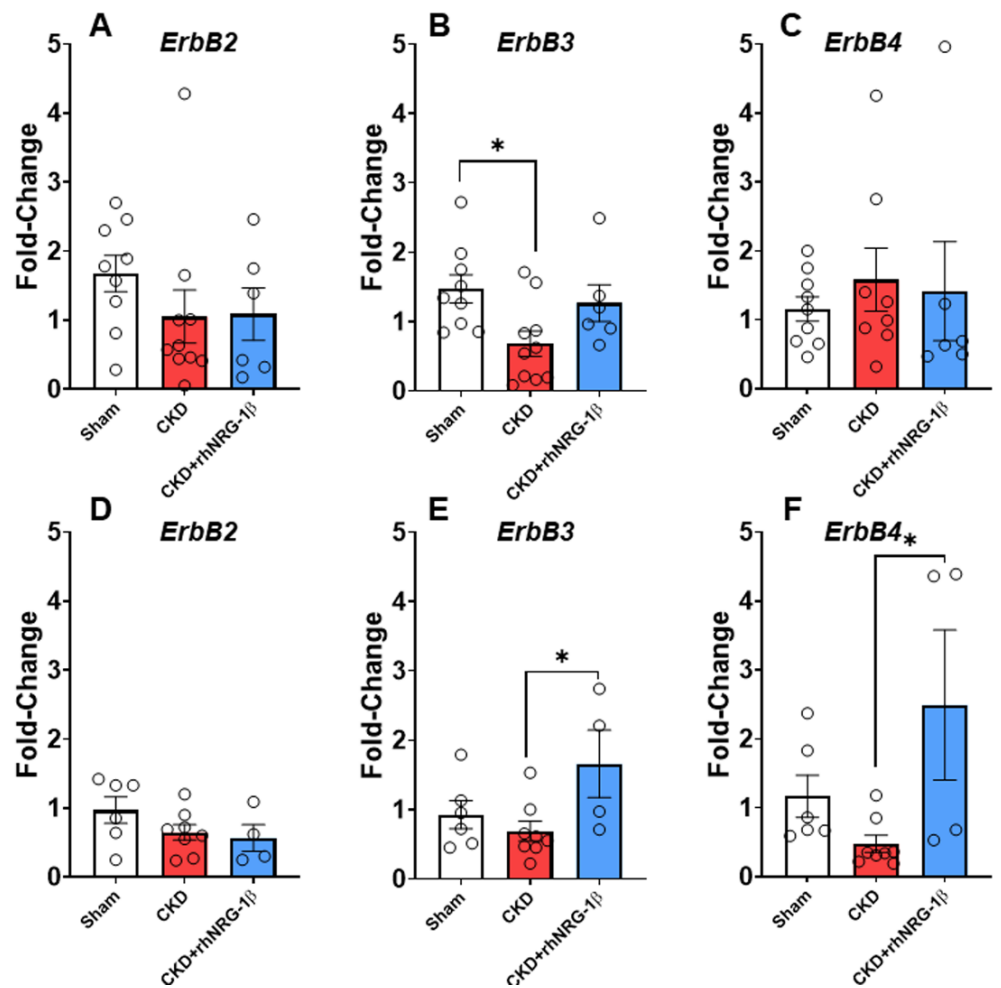 A ErbB2
Fold-Change
5
4
3
2
1
0
Sham
CKD
CKD+rhNRG-1β
B ErbB3
Fold-Change
5
4
3
2
1
0
*
Sham
CKD
CKD+rhNRG-1β
C ErbB4
Fold-Change
5
4
3
2
1
0
Sham
CKD
CKD+rhNRG-1β
D ErbB2
Fold-Change
5
4
3
2
1
0
Sham
CKD
CKD+rhNRG-1β
E ErbB3
Fold-Change
5
4
3
2
1
0
*
Sham
CKD
CKD+rhNRG-1β
F ErbB4
Fold-Change
5
4
3
2
1
0
*
Sham
CKD
CKD+rhNRG-1β